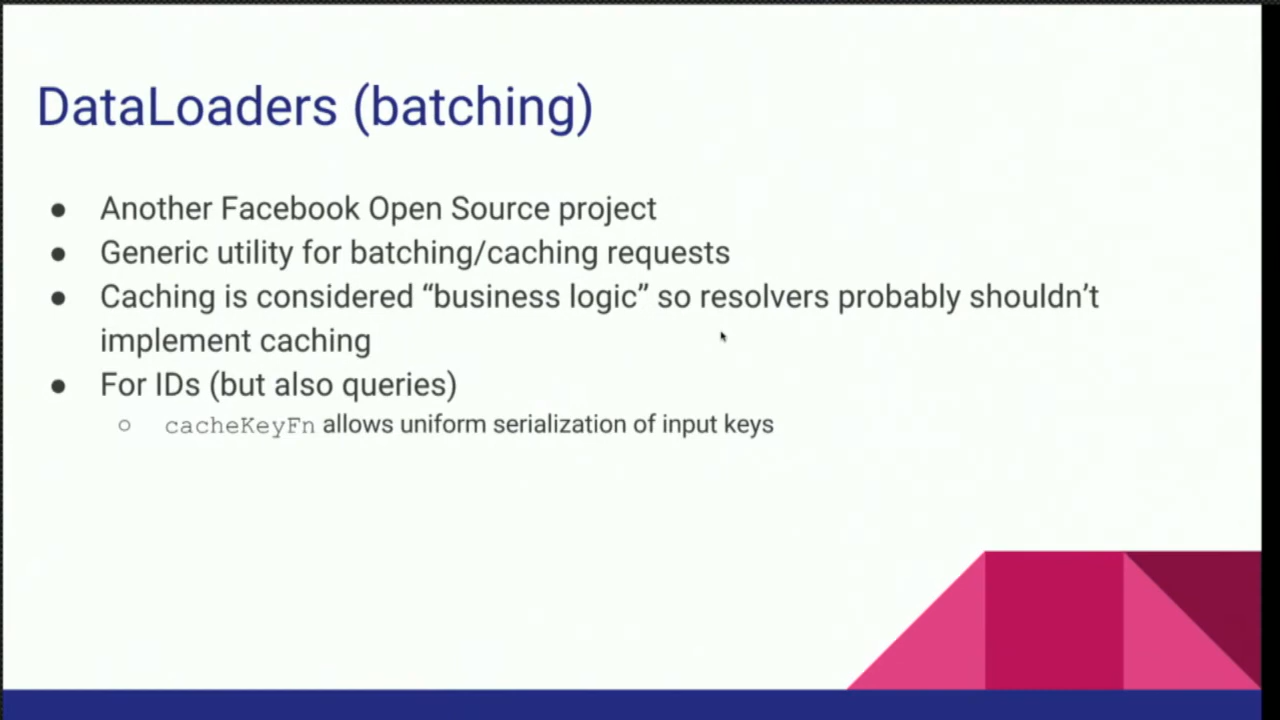 DataLoaders (batching)
● Another Facebook Open Source project
● Generic utility for batching/caching requests
● Caching is considered “business logic” so resolvers probably shouldn’t
implement caching
● For IDs (but also queries)
○ cacheKeyFn allows uniform serialization of input keys